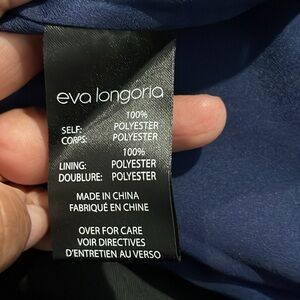 eva longoria
100%
SELF: POLYESTER
CORPS: POLYESTER
100%
LINING: POLYESTER
DOUBLURE: POLYESTER
MADE IN CHINA
FABRIQUÉ EN CHINE
OVER FOR CARE
VOIR DIRECTIVES
D'ENTRETIEN AU VERSO